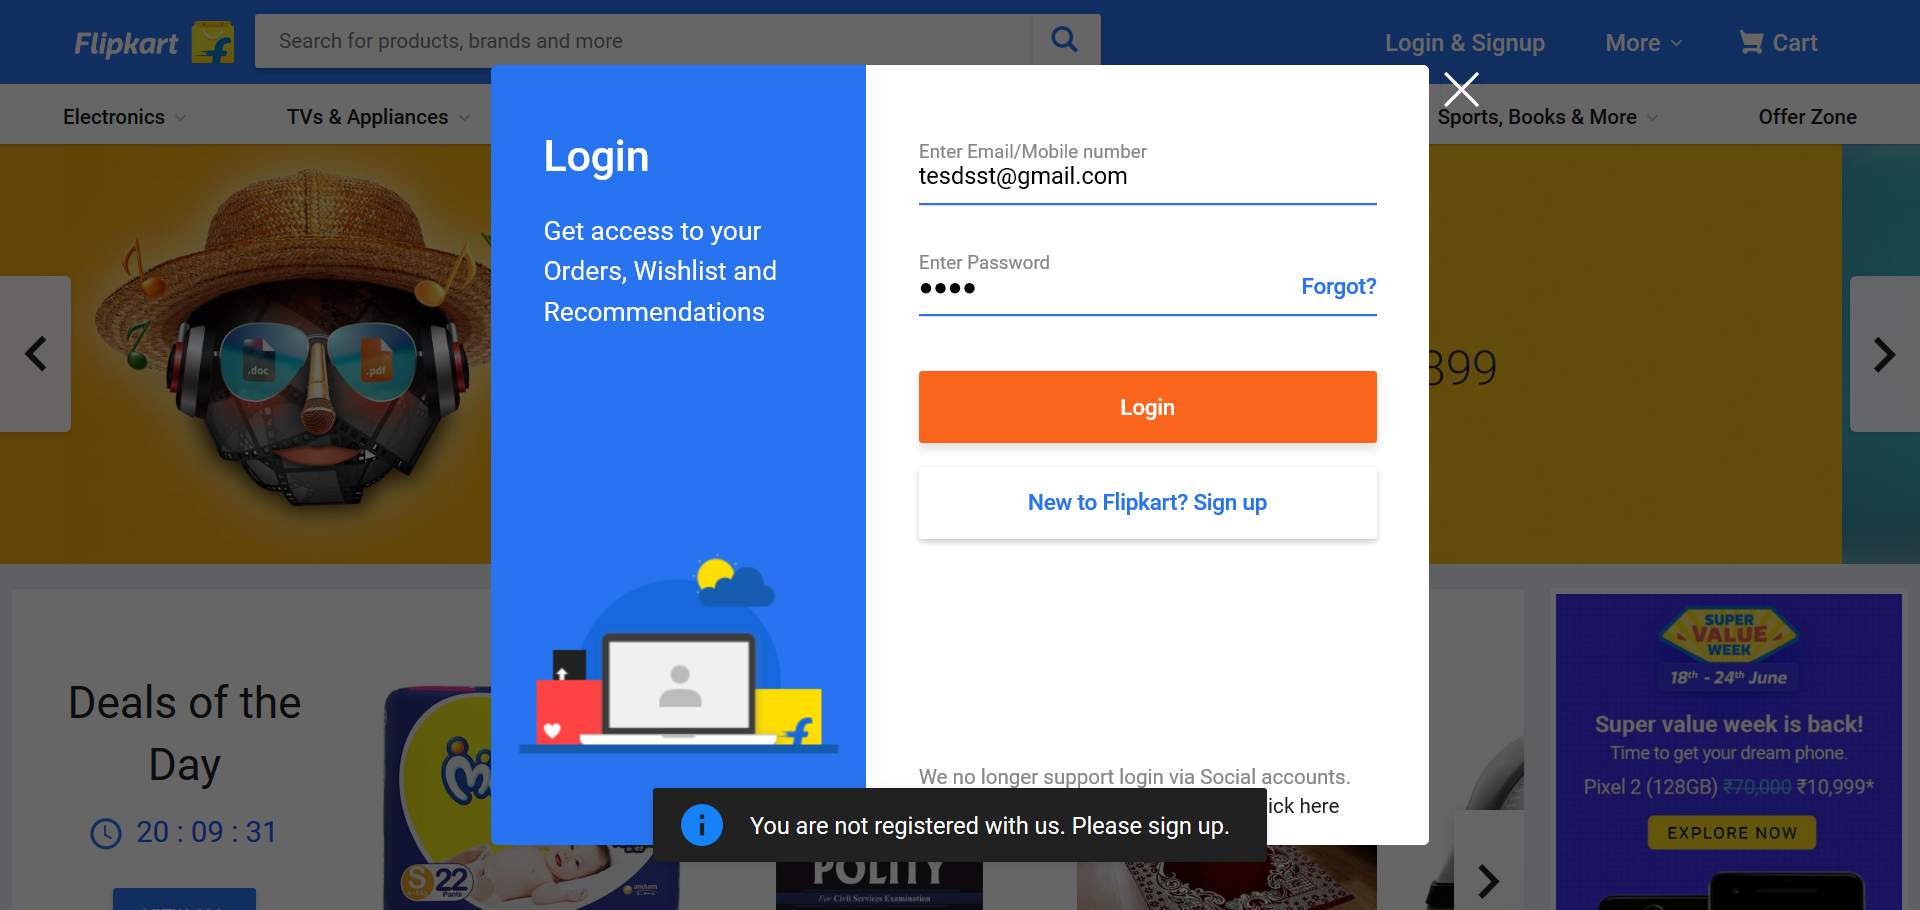 Flipkart
Search for products, brands and more
Login & Signup
More
Cart
Electronics
TVs & Appliances
Sports, Books & More
Offer Zone
Login
Get access to your
Orders, Wishlist and
Recommendations
Enter Email/Mobile number
tesdsst@gmail.com
Enter Password
Forgot?
Login
New to Flipkart? Sign up
We no longer support login via Social accounts.
ick here
You are not registered with us. Please sign up.
.doc
.pdf
899
Deals of the
Day
20 : 09 : 31
S 22
Pants
unicharm
POLITY
For Civil Services Examination
SUPER
VALUE
WEEK
18th - 24th June
Super value week is back!
Time to get your dream phone.
Pixel 2 (128GB) ₹70,000 ₹10,999*
EXPLORE NOW